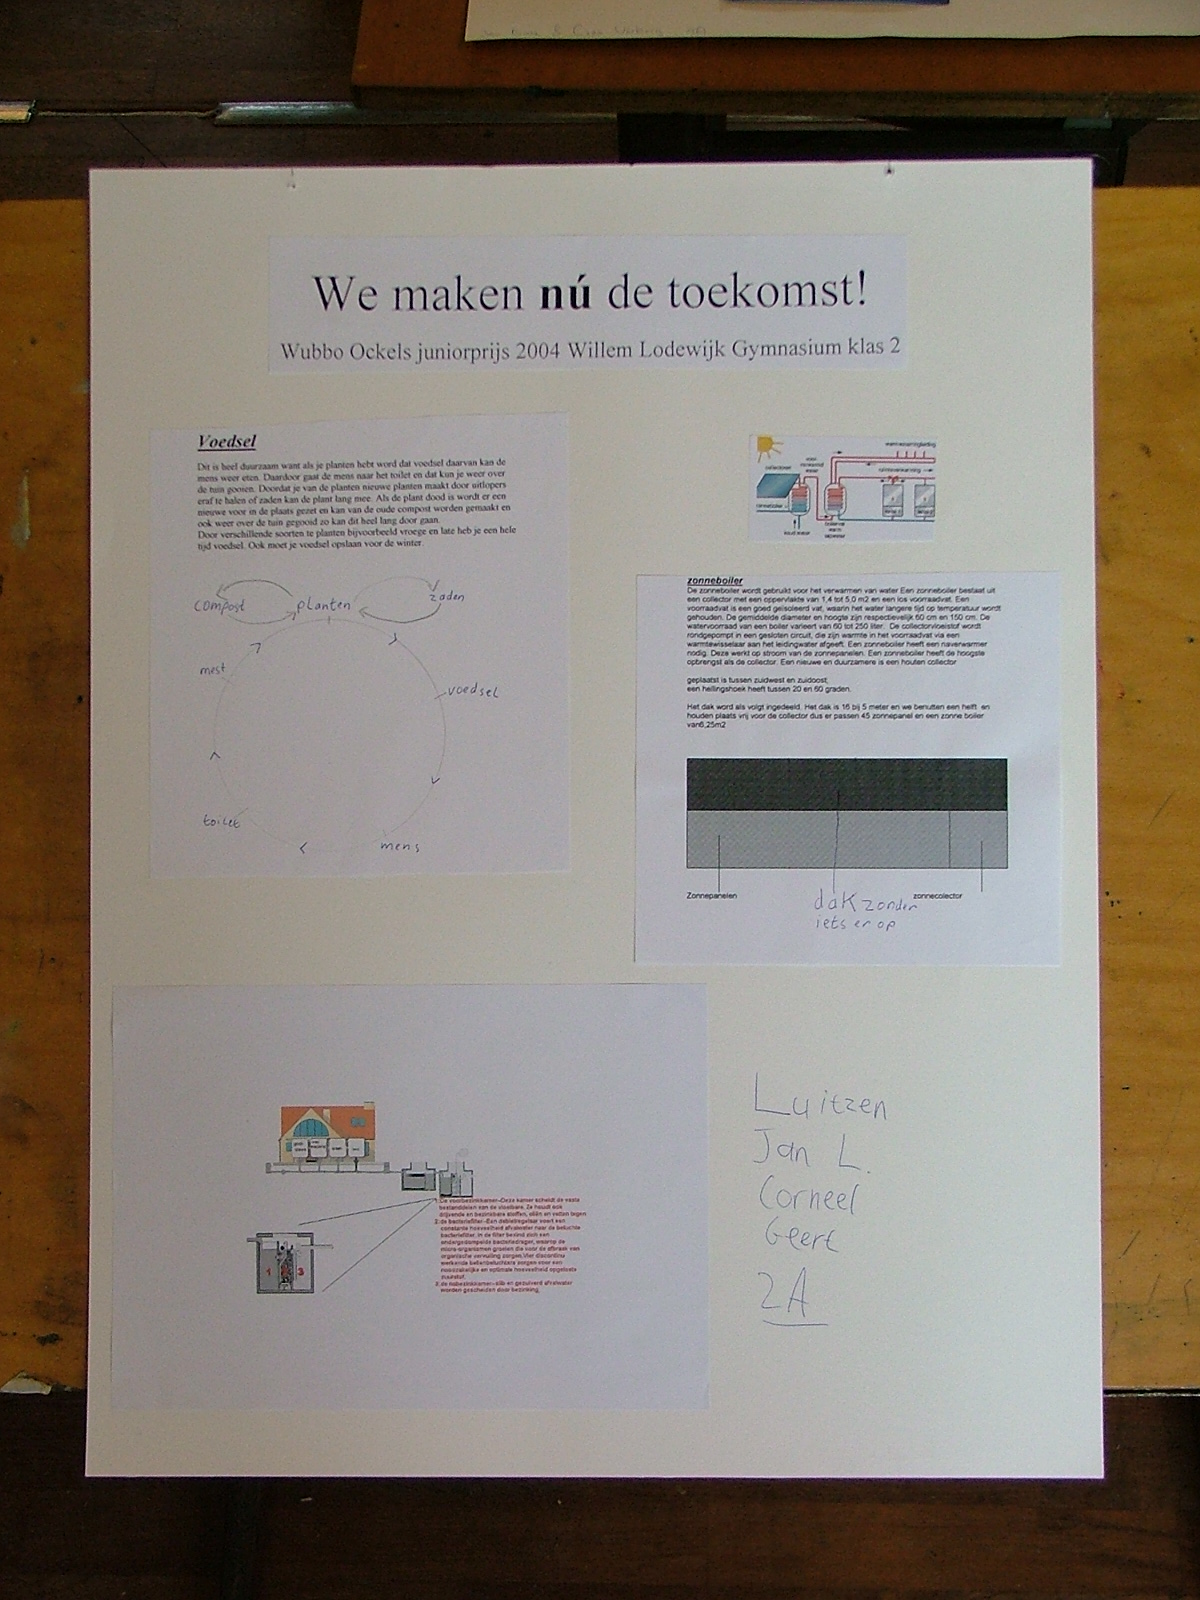 We maken nú de toekomst!
Wubbo Ockels juniorprijs 2004 Willem Lodewijk Gymnasium klas 2
Voedsel
Dit is heel duurzaam want als je planten hebt word dat voedsel daarvan kan de
mens weer eten. Daardoor gaat de mens naar het toilet en dat kun je weer over
de tuin gooien. Doordat je van de planten nieuwe planten maakt door uitlopers
eraf te halen of zaden kan de plant lang mee. Als de plant dood is wordt er een
nieuwe voor in de plaats gezet en kan van de oude compost worden gemaakt en
ook weer over de tuin gegooid zo kan dit heel lang door gaan.
Door verschillende soorten te planten bijvoorbeeld vroege en late heb je een hele
tijd voedsel. Ook moet je voedsel opslaan voor de winter.
compost
planten
zaden
mest
voedsel
toilet
mens
zonneboiler
De zonneboiler wordt gebruikt voor het verwarmen van water Een zonneboiler bestaat uit
een collector met een oppervlakte van 1,4 tot 5,0 m2 en een los voorraadvat. Een
voorraadvat is een goed geïsoleerd vat, waarin het water langere tijd op temperatuur wordt
gehouden. De gemiddelde diameter en hoogte zijn respectievelijk 60 cm en 150 cm. De
watervoorraad van een boiler varieert van 60 tot 250 liter. De collectorvloeistof wordt
rondgepompt in een gesloten circuit, die zijn warmte in het voorraadvat via een
warmtewisselaar aan het leidingwater afgeeft. Een zonneboiler heeft een naverwarmer
nodig. Deze werkt op stroom van de zonnepanelen. Een zonneboiler heeft de hoogste
opbrengst als de collector. Een nieuwe en duurzamere is een houten collector
geplaatst is tussen zuidwest en zuidoost,
een hellingshoek heeft tussen 20 en 60 graden.
Het dak word als volgt ingedeeld. Het dak is 16 bij 5 meter en we benutten een helft en
houden plaats vrij voor de collector dus er passen 45 zonnepanel en een zonne boiler
van6,25m2
Zonnepanelen
dak zonder
iets er op
zonnecolector
1 3
1:De voorbezinkkamer–Deze kamer scheidt de vaste
bestanddelen van de vloeibare. Ze houdt ook
drijvende en bezinkbare stoffen, oliën en vetten tegen
2:de bacteriefilter–Een debietregelaar voert een
constante hoeveelheid afvalwater naar de beluchte
bacteriefilter. In de filter bevind zich een
ondergedompelde bacteriedrager, waarop de
micro-organismen groeien die voor de afbraak van
organische vervuiling zorgen.
3:de nabezinkkamer–slib en gezuiverd afvalwater
worden gescheiden door bezinking.
Luitzen
Jan L.
Corneel
Geert
2A